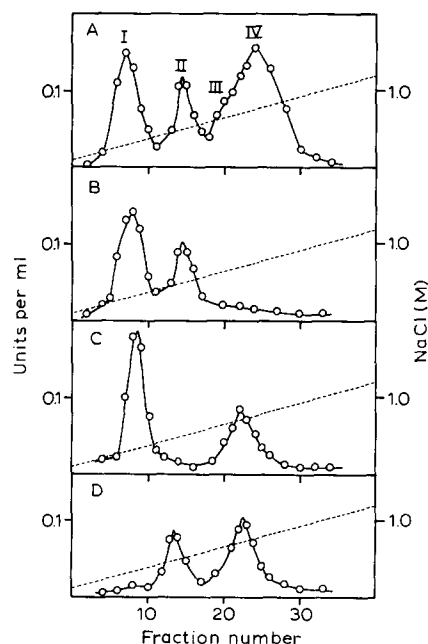 A
I
II
III
IV
0.1
1.0
B
0.1
1.0
C
0.1
1.0
D
0.1
1.0
Units per ml
NaCl (M)
10 20 30
Fraction number